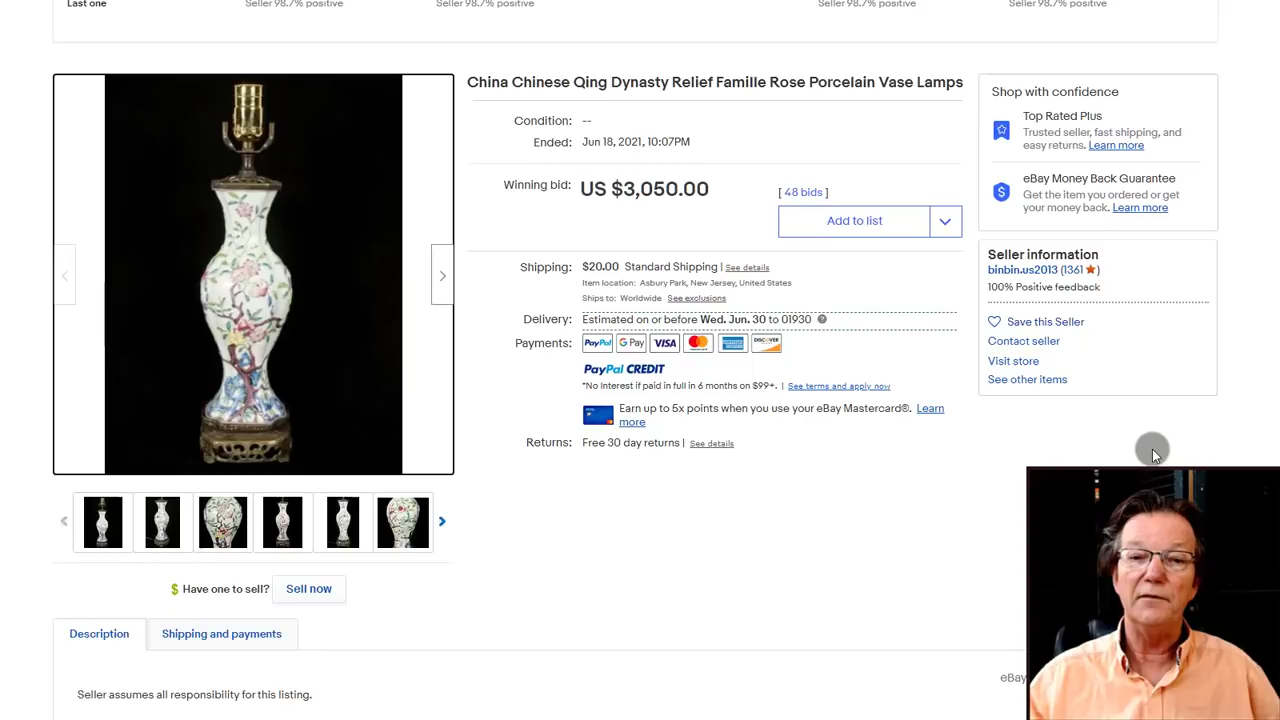 Last one
Seller 98.7% positive
Seller 98.7% positive
Seller 98.7% positive
Seller 98.7% positive
China Chinese Qing Dynasty Relief Famille Rose Porcelain Vase Lamps
Condition: --
Ended: Jun 18, 2021, 10:07PM
Winning bid: US $3,050.00 [ 48 bids ]
Add to list
Shipping: $20.00 Standard Shipping | See details
Item location: Asbury Park, New Jersey, United States
Ships to: Worldwide See exclusions
Delivery: Estimated on or before Wed. Jun. 30 to 01930 ?
Payments: PayPal G Pay VISA MasterCard AMERICAN EXPRESS DISCOVER
PayPal CREDIT
*No Interest if paid in full in 6 months on $99+. | See terms and apply now
Earn up to 5x points when you use your eBay Mastercard®. Learn
more
Returns: Free 30 day returns | See details
Shop with confidence
Top Rated Plus
Trusted seller, fast shipping, and
easy returns. Learn more
eBay Money Back Guarantee
Get the item you ordered or get
your money back. Learn more
Seller information
binbin.us2013 (1361 ★)
100% Positive feedback
Save this Seller
Contact seller
Visit store
See other items
$ Have one to sell? Sell now
Description
Shipping and payments
eBay
Seller assumes all responsibility for this listing.